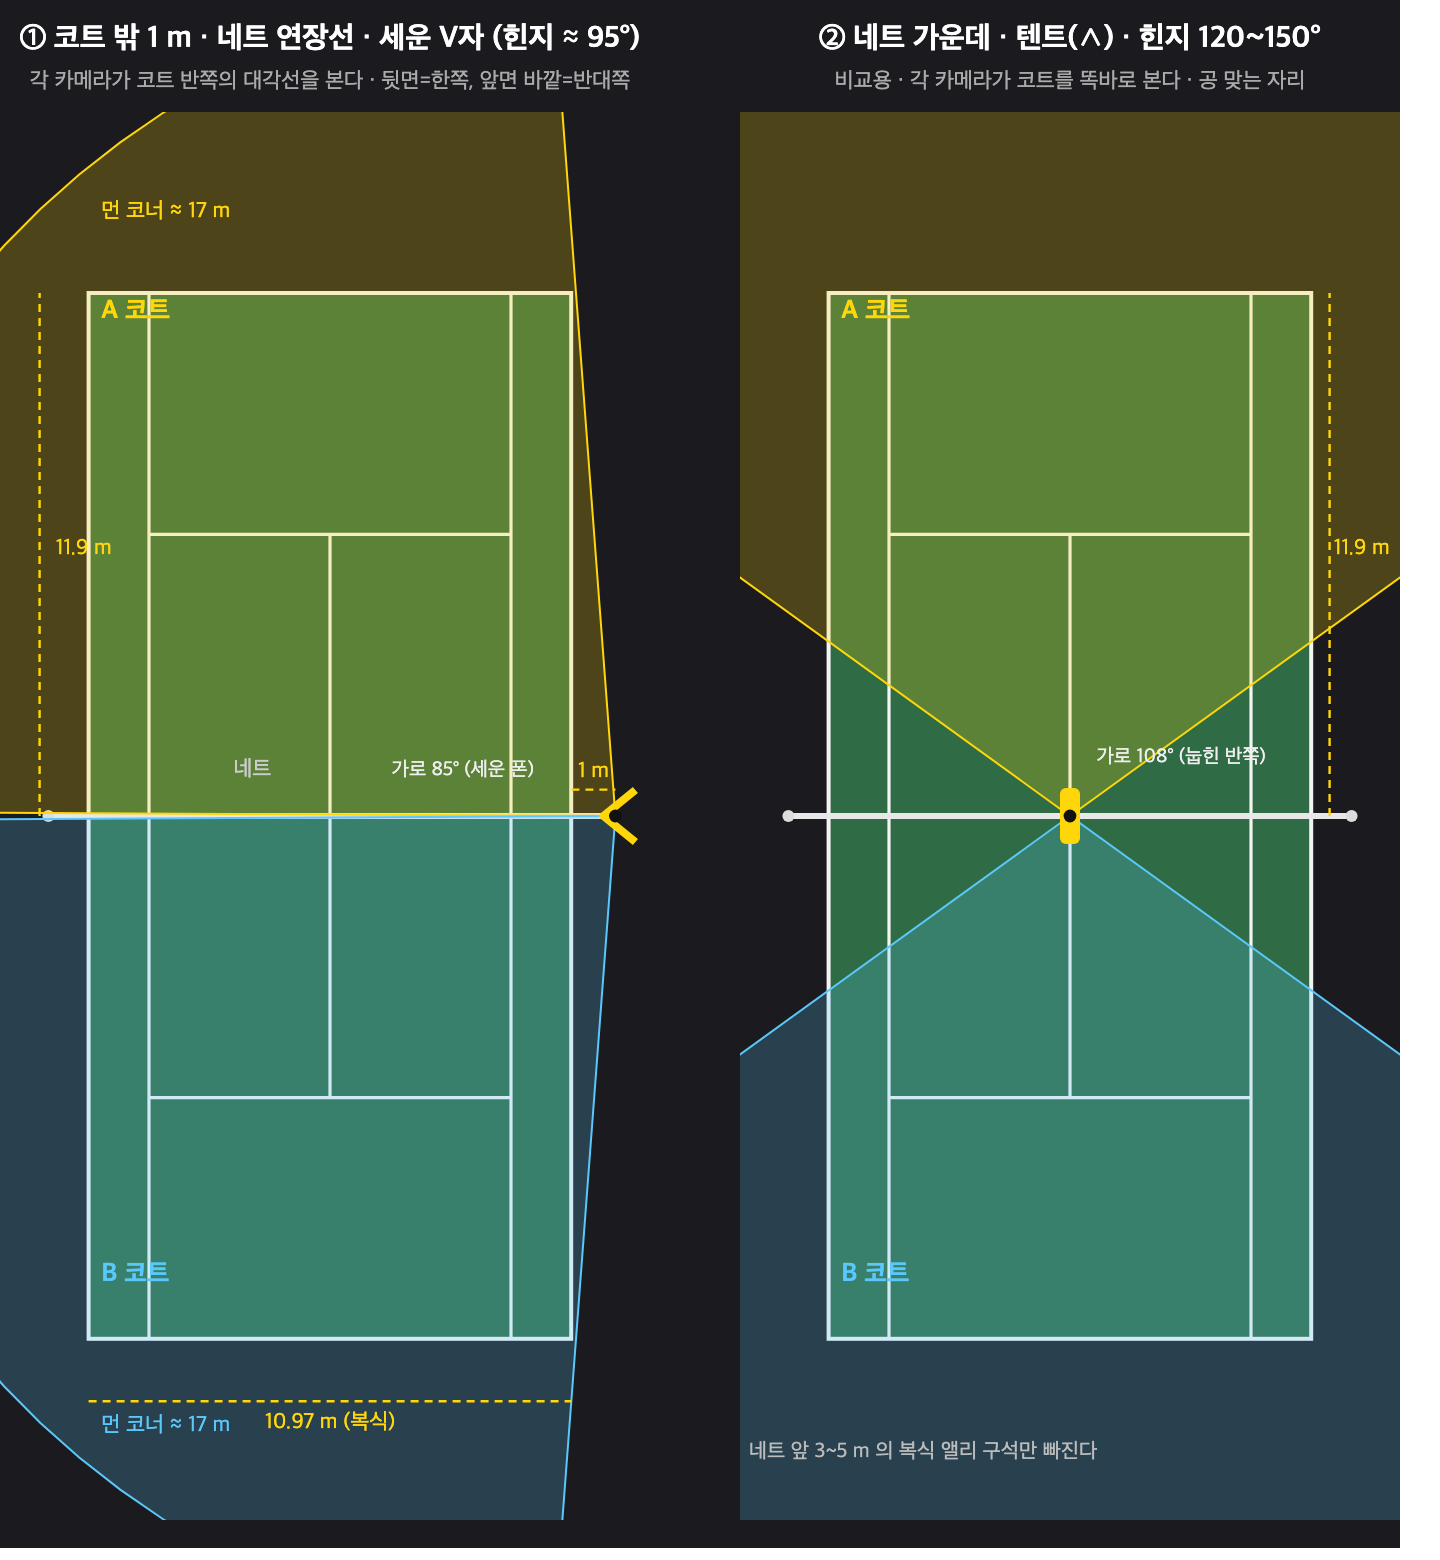 ① 코트 밖 1 m · 네트 연장선 · 세운 V자 (힌지 ≈ 95°)
각 카메라가 코트 반쪽의 대각선을 본다 · 뒷면=한쪽, 앞면 바깥=반대쪽
먼 코너 ≈ 17 m
A 코트
11.9 m
네트
가로 85° (세운 폰)
1 m
B 코트
10.97 m (복식)
먼 코너 ≈ 17 m
② 네트 가운데 · 텐트(∧) · 힌지 120~150°
비교용 · 각 카메라가 코트를 똑바로 본다 · 공 맞는 자리
A 코트
11.9 m
가로 108° (눕힌 반쪽)
B 코트
네트 앞 3~5 m 의 복식 앨리 구석만 빠진다